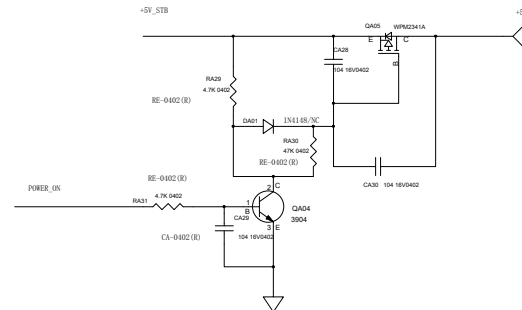 +5V_STB
+5
QA05 WPM2341A
E C
B
CA28
104 16V0402
RA29
4.7K 0402
RE-0402(R)
DA01 1N4148/NC
RA30
47K 0402
RE-0402(R)
CA30 104 16V0402
RE-0402(R)
POWER_ON
4.7K 0402
RA31
2 C
1
B
QA04
3904
3 E
CA29
104 16V0402
CA-0402(R)